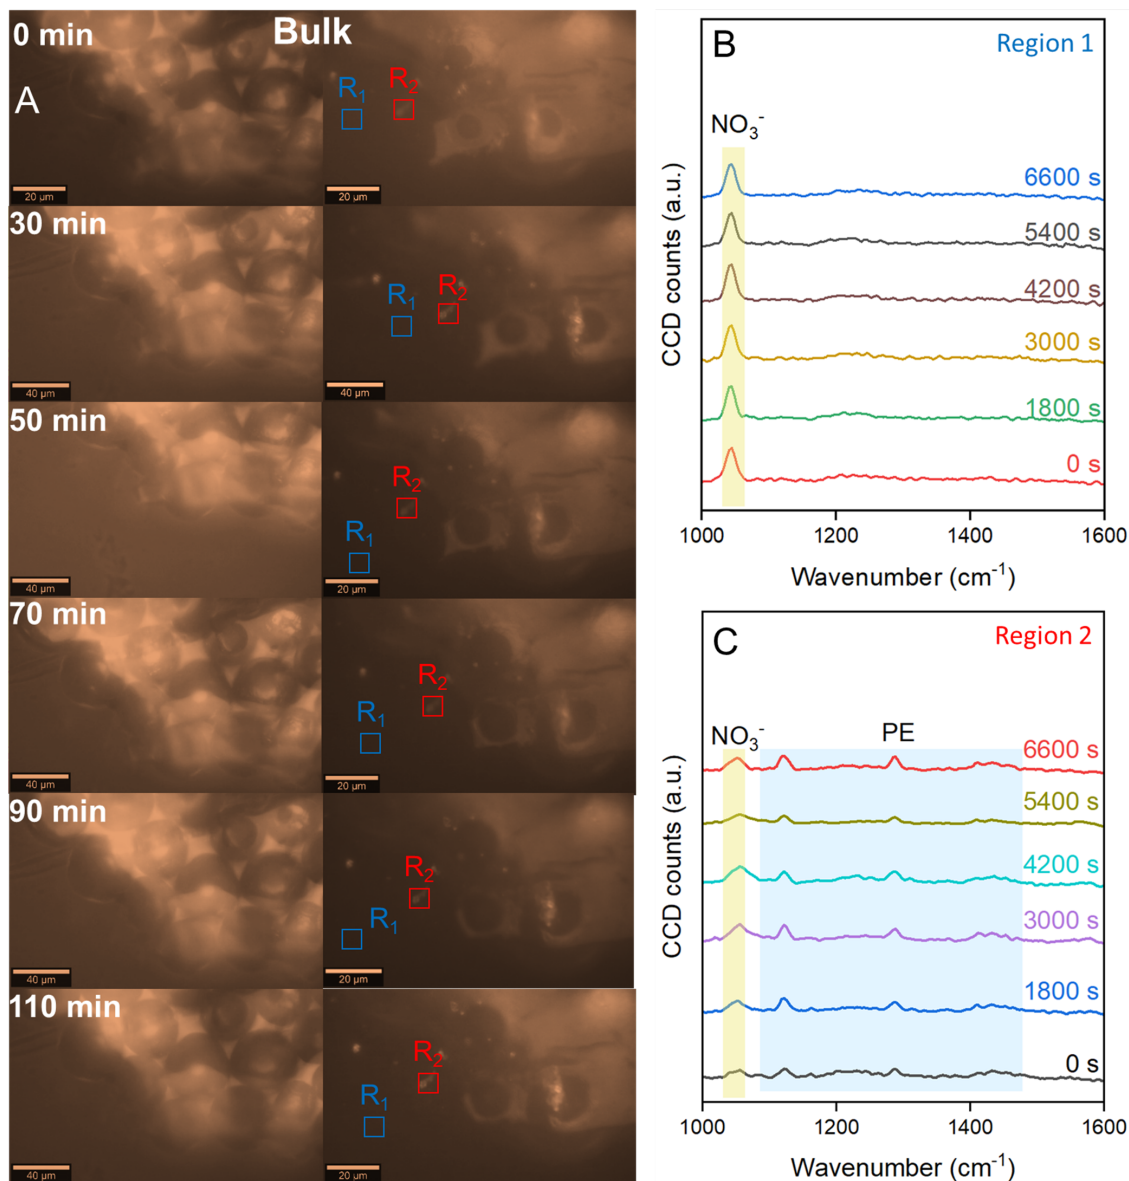 0 min
Bulk
A
R1
R2
20 µm
20 µm
30 min
R1
R2
40 µm
40 µm
50 min
R2
R1
40 µm
20 µm
70 min
R2
R1
40 µm
20 µm
90 min
R2
R1
40 µm
20 µm
110 min
R2
R1
40 µm
20 µm
B
Region 1
NO3-
6600 s
5400 s
4200 s
3000 s
1800 s
0 s
CCD counts (a.u.)
1000 1200 1400 1600
Wavenumber (cm-1)
C
Region 2
NO3-
PE
6600 s
5400 s
4200 s
3000 s
1800 s
0 s
CCD counts (a.u.)
1000 1200 1400 1600
Wavenumber (cm-1)